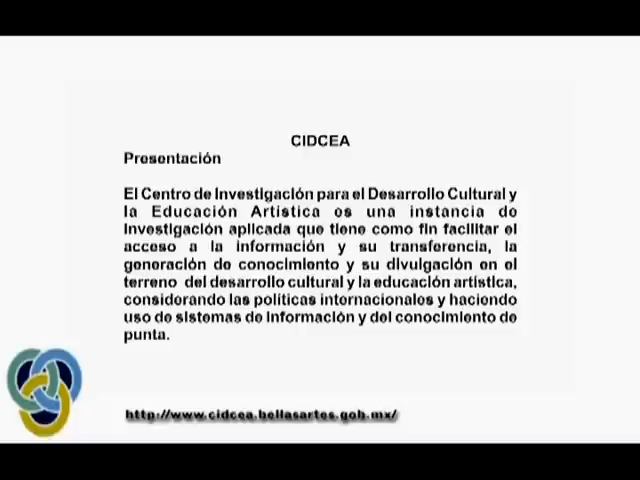 CIDCEA
Presentación
El Centro de Investigación para el Desarrollo Cultural y
la Educación Artística es una instancia de
investigación aplicada que tiene como fin facilitar el
acceso a la información y su transferencia, la
generación de conocimiento y su divulgación en el
terreno del desarrollo cultural y la educación artística,
considerando las políticas internacionales y haciendo
uso de sistemas de información y del conocimiento de
punta.
http://www.cidcea.bellasartes.gob.mx/